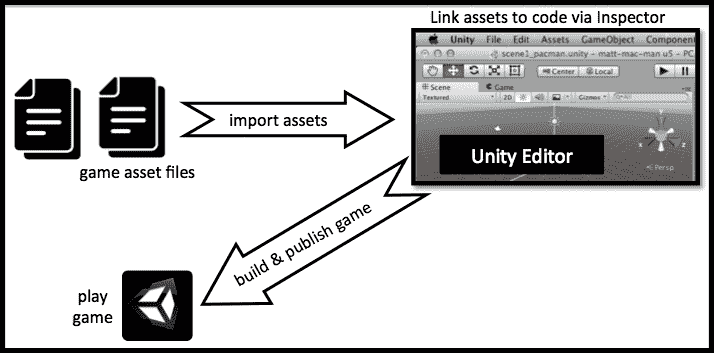 Link assets to code via Inspector
Unity File Edit Assets GameObject Component
scene1_pacman.unity - matt-mac-man u5 - PC
Center Local
Scene Game
Textured 2D Gizmos All
x z
Persp
Unity Editor
import assets
game asset files
build & publish game
play
game